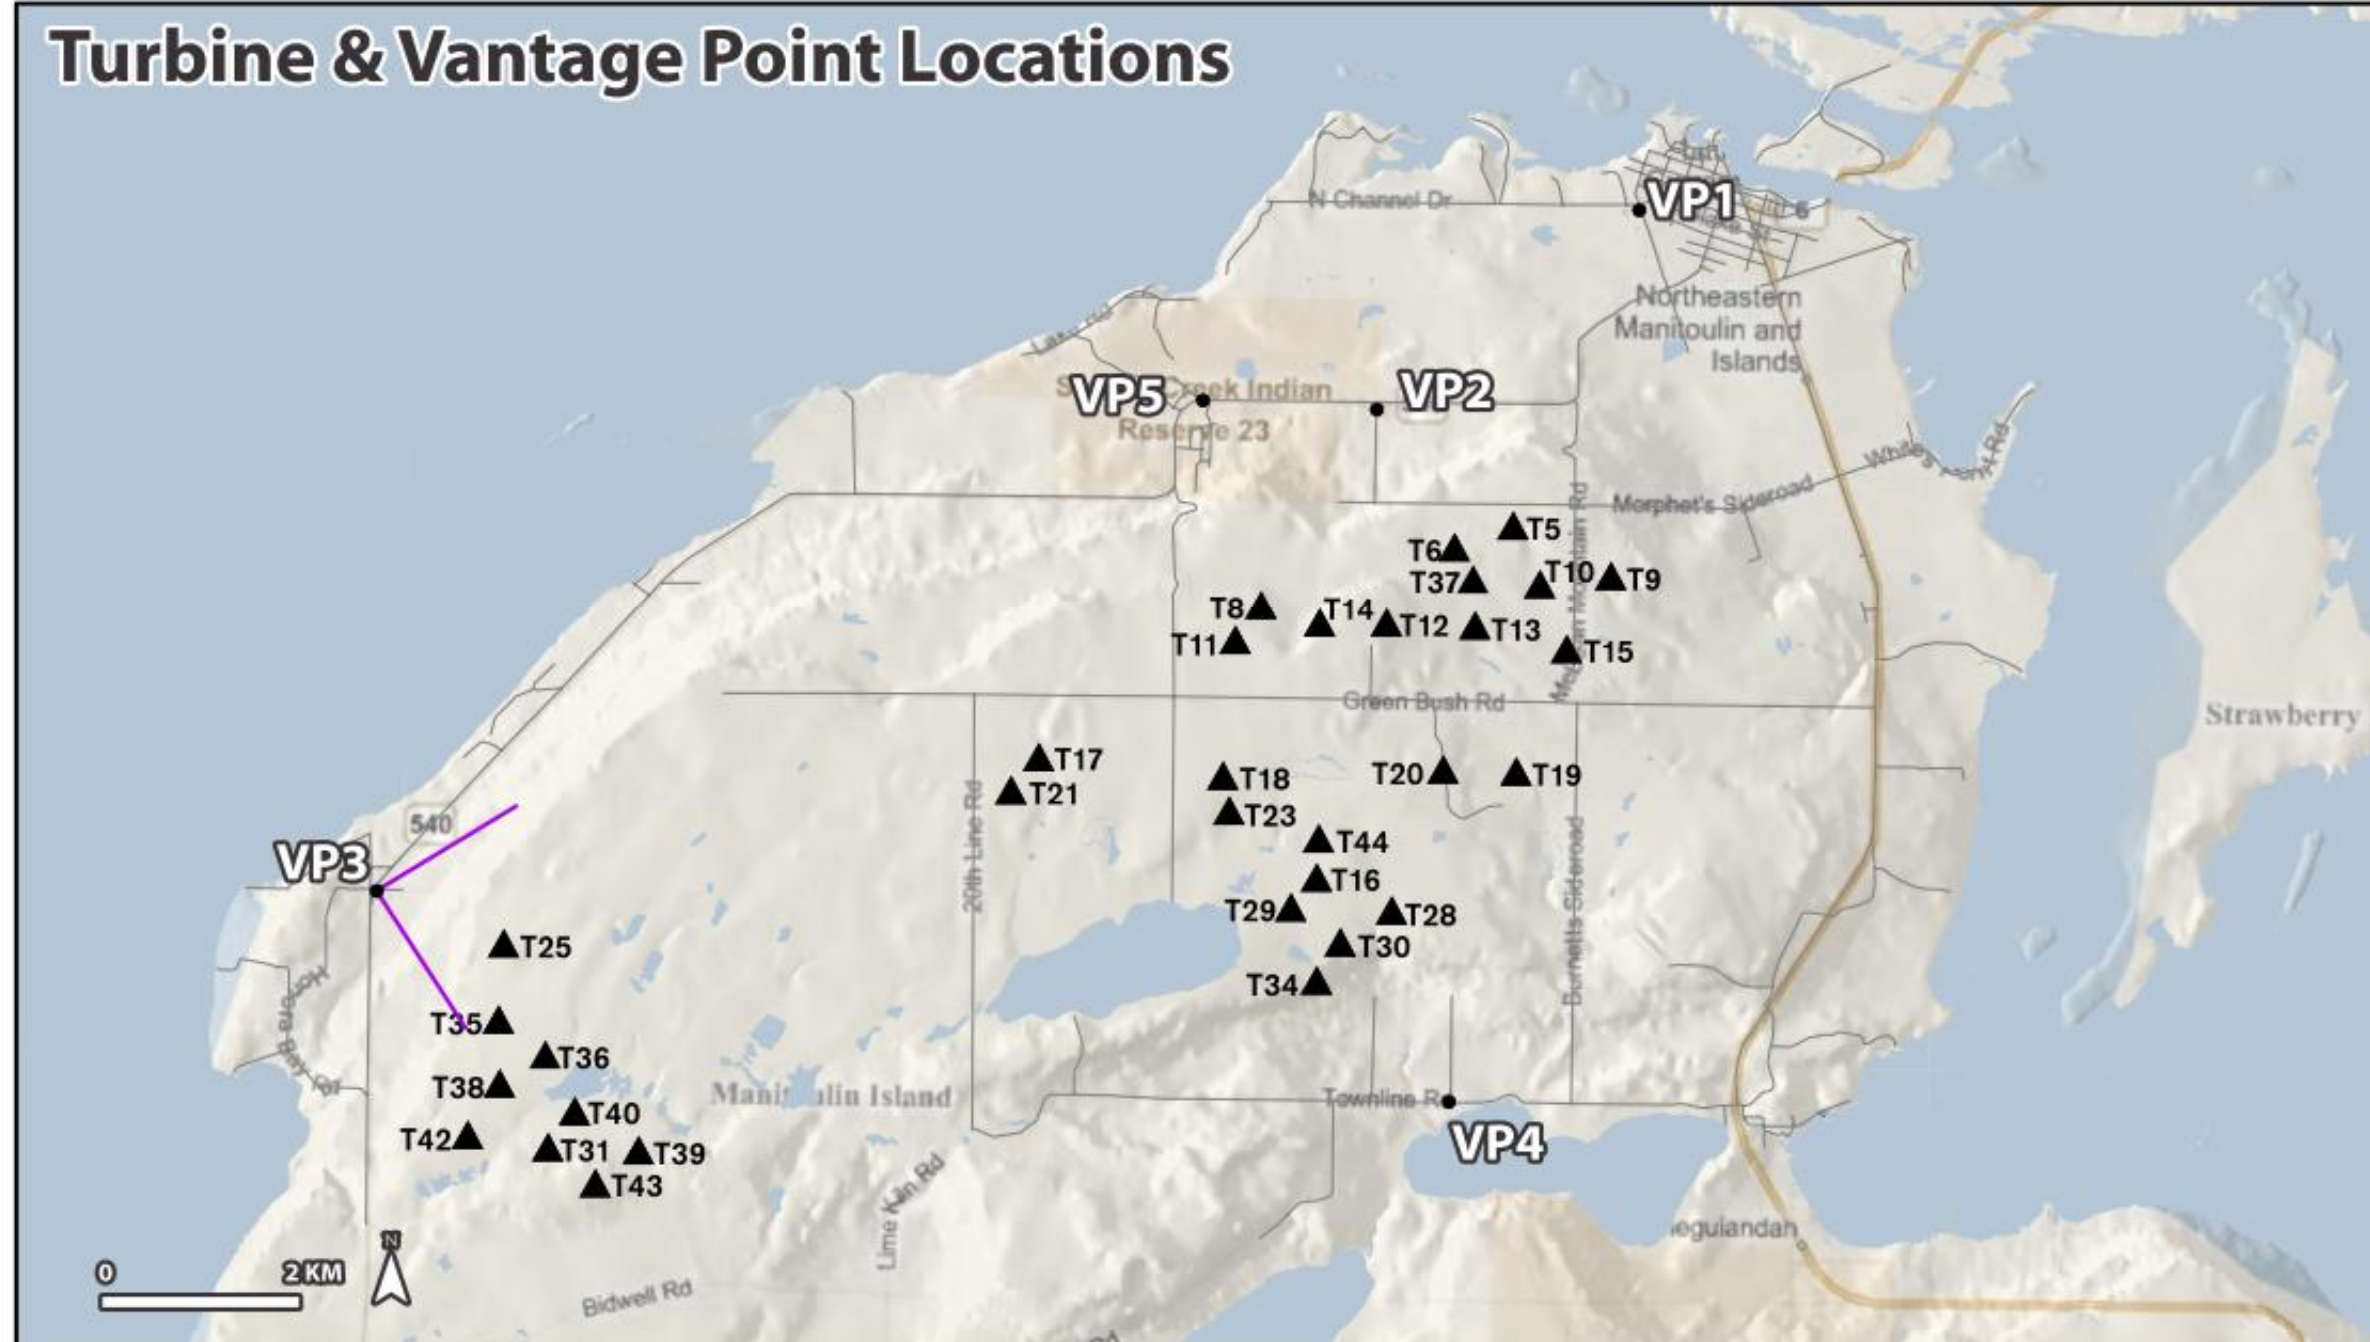 Turbine & Vantage Point Locations
N Channel Dr
VP1
6
Northeastern
Manitoulin and
Islands
VP5
Creek Indian
Reserve 23
VP2
Morphet's Sideroad
T5
T6
T37
T10
T9
T8
T14
T12
T13
T11
T15
Green Bush Rd
Strawberry
T17
T21
T18
T20
T19
T23
20th Line Rd
Burnetts Sideroad
540
VP3
T44
T16
T29
T28
T30
T34
T25
T35
T36
T38
T40
T42
T31
T39
T43
Townline R
VP4
Lime Kiln Rd
N
0
2 KM
Bidwell Rd
Rd